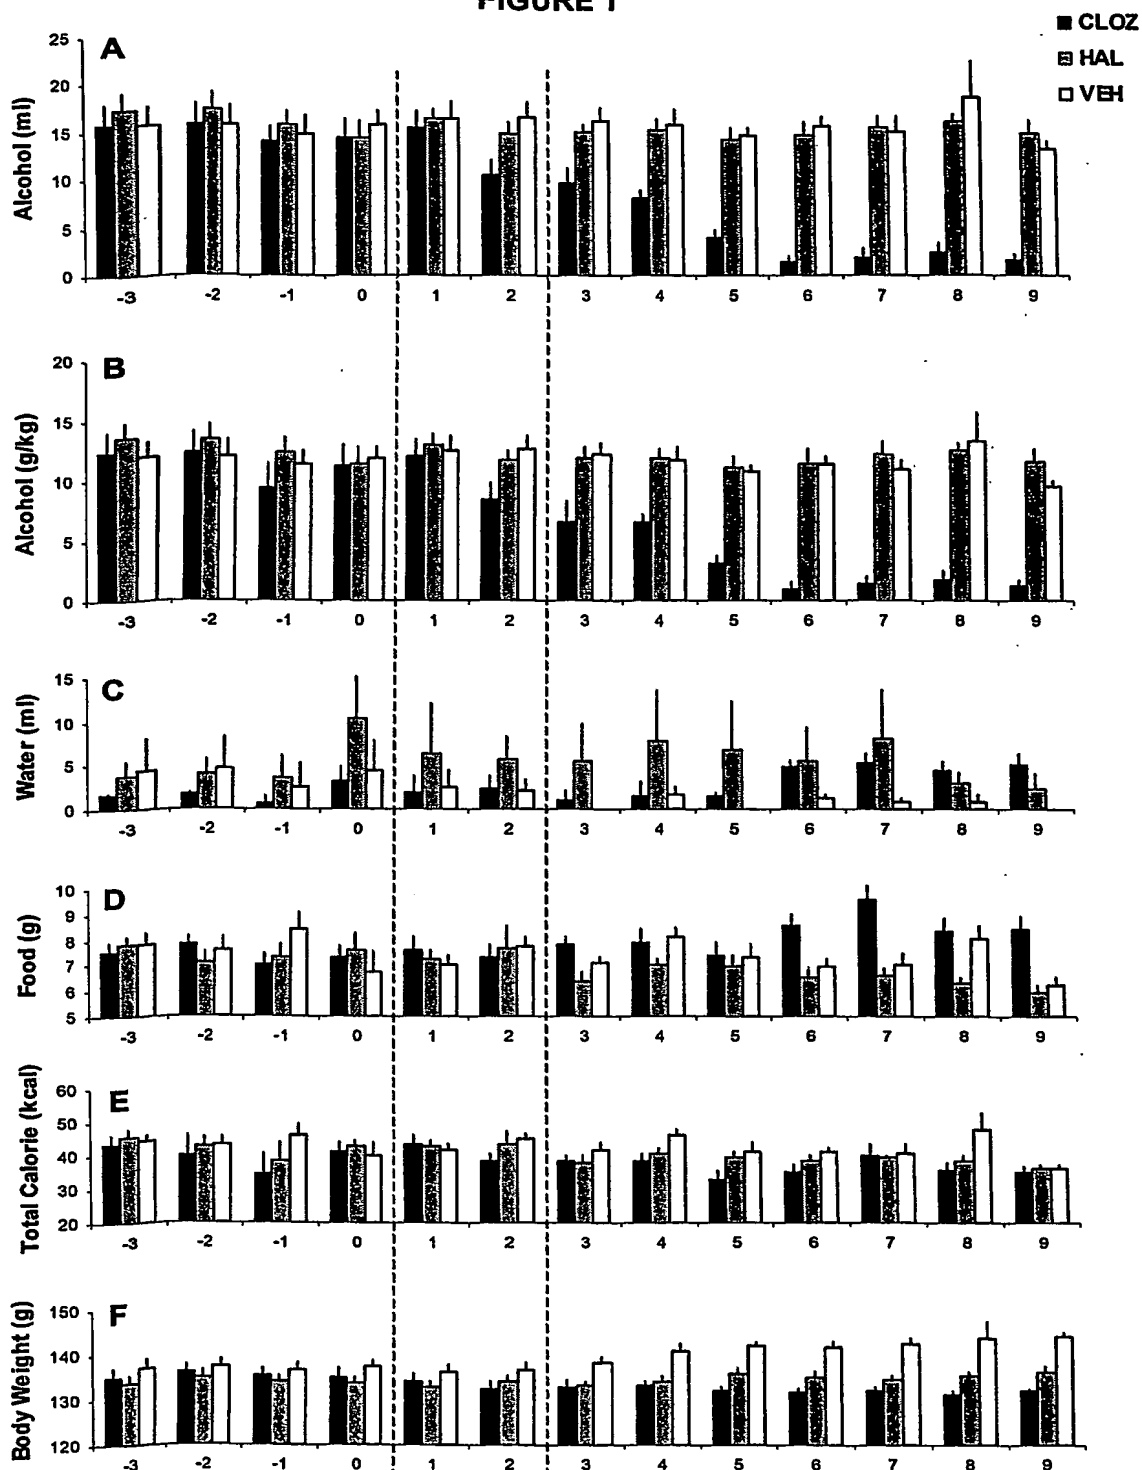 FIGURE 1
CLOZ
HAL
VEH
A
Alcohol (ml)
25
20
15
10
5
0
-3 -2 -1 0 1 2 3 4 5 6 7 8 9
B
Alcohol (g/kg)
20
15
10
5
0
-3 -2 -1 0 1 2 3 4 5 6 7 8 9
C
Water (ml)
15
10
5
0
-3 -2 -1 0 1 2 3 4 5 6 7 8 9
D
Food (g)
10
9
8
7
6
5
-3 -2 -1 0 1 2 3 4 5 6 7 8 9
E
Total Calorie (kcal)
60
50
40
30
20
-3 -2 -1 0 1 2 3 4 5 6 7 8 9
F
Body Weight (g)
150
140
130
120
-3 -2 -1 0 1 2 3 4 5 6 7 8 9